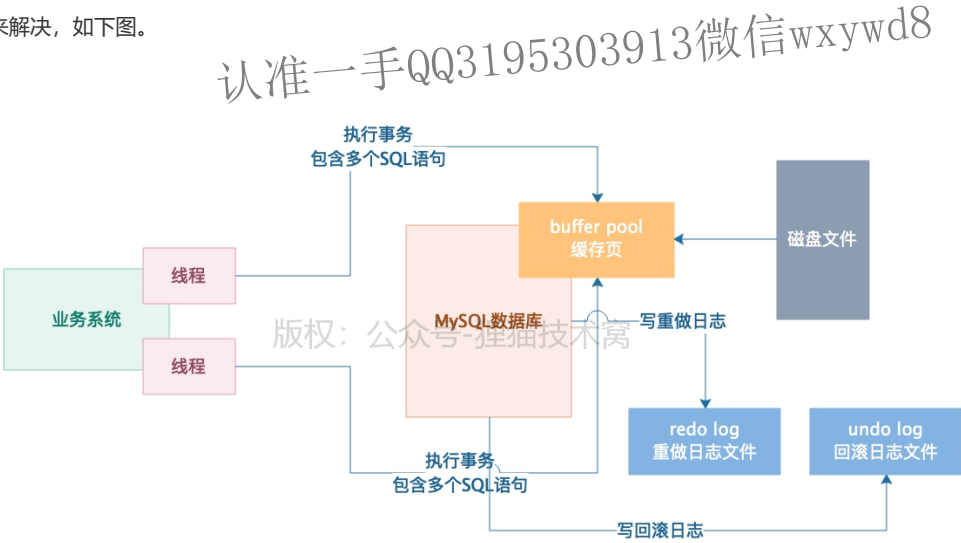 来解决，如下图。
认准一手QQ3195303913微信wxywd8
执行事务
包含多个SQL语句
buffer pool
缓存页
磁盘文件
线程
业务系统
MySQL数据库
写重做日志
版权：公众号-狸猫技术窝
线程
redo log
重做日志文件
undo log
回滚日志文件
执行事务
包含多个SQL语句
写回滚日志